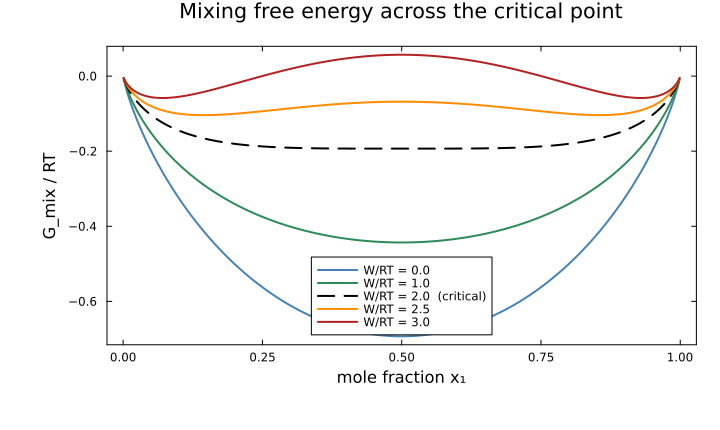 Mixing free energy across the critical point
G_mix / RT
0.0
−0.2
−0.4
−0.6
W/RT = 0.0
W/RT = 1.0
W/RT = 2.0 (critical)
W/RT = 2.5
W/RT = 3.0
0.00 0.25 0.50 0.75 1.00
mole fraction x₁